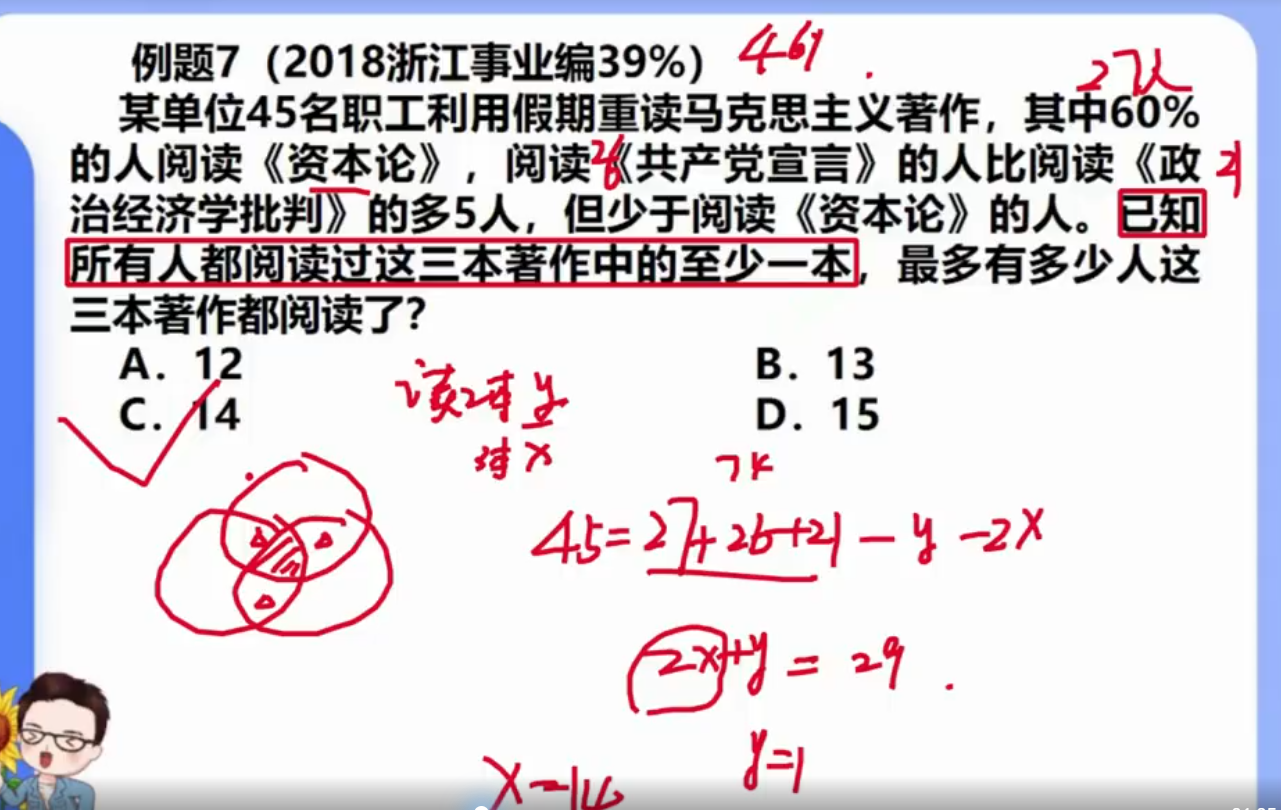 例题7（2018浙江事业编39%）
27人
某单位45名职工利用假期重读马克思主义著作，其中60%
的人阅读《资本论》，阅读《共产党宣言》的人比阅读《政
26
21
治经济学批判》的多5人，但少于阅读《资本论》的人。已知
所有人都阅读过这三本著作中的至少一本，最多有多少人这
三本著作都阅读了？
A．12
B．13
C．14
D．15
读2本 y
3本 x
74
45=27+26+21-y-2x
2x+y=29
y=1
x=14